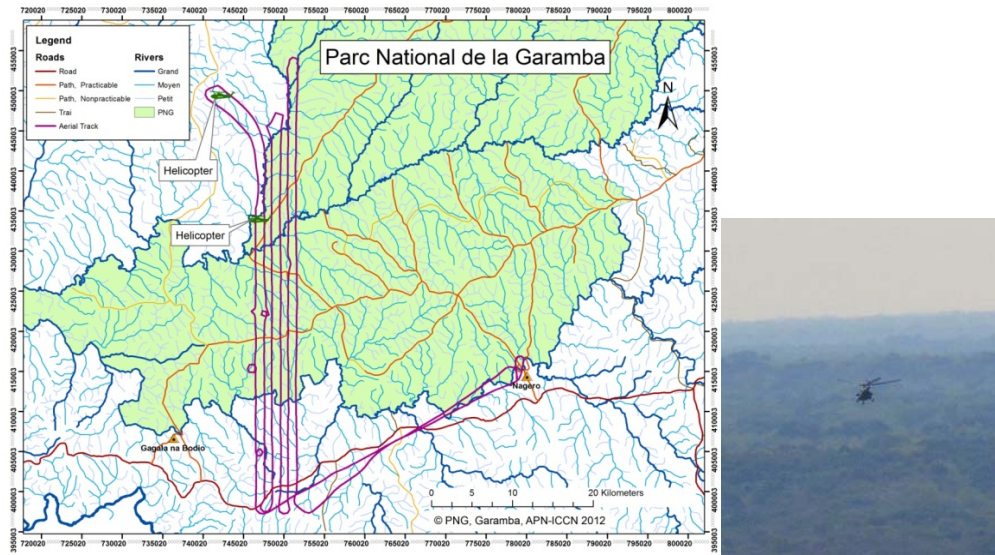 720020 725020 730020 735020 740020 745020 750020 755020 760020 765020 770020 775020 780020 785020 790020 795020 800020
Parc National de la Garamba
Legend
Roads
Road
Path, Practicable
Path, Nonpracticable
Trai
Aerial Track
Rivers
Grand
Moyen
Petit
PNG
N
Helicopter
Helicopter
Nagero
Gagala na Bodio
0 5 10 20 Kilometers
© PNG, Garamba, APN-ICCN 2012
455003
450003
445003
440003
435003
430003
425003
420003
415003
410003
405003
400003
395003
720020 725020 730020 735020 740020 745020 750020 755020 760020 765020 770020 775020 780020 785020 790020 795020 800020